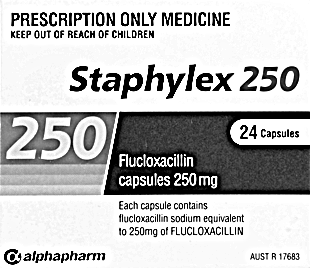 PRESCRIPTION ONLY MEDICINE
KEEP OUT OF REACH OF CHILDREN
Staphylex 250
250
24 Capsules
Flucloxacillin
capsules 250mg
Each capsule contains
flucloxacillin sodium equivalent
to 250mg of FLUCLOXACILLIN
alphapharm
AUST R 17683